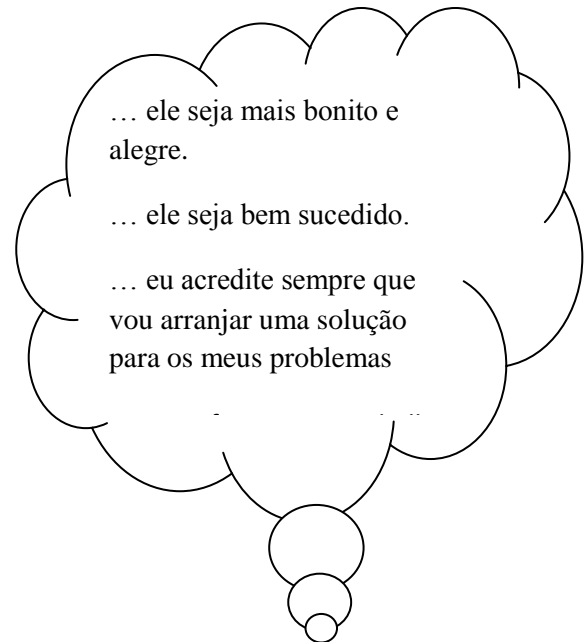 … ele seja mais bonito e
alegre.
… ele seja bem sucedido.
… eu acredite sempre que
vou arranjar uma solução
para os meus problemas